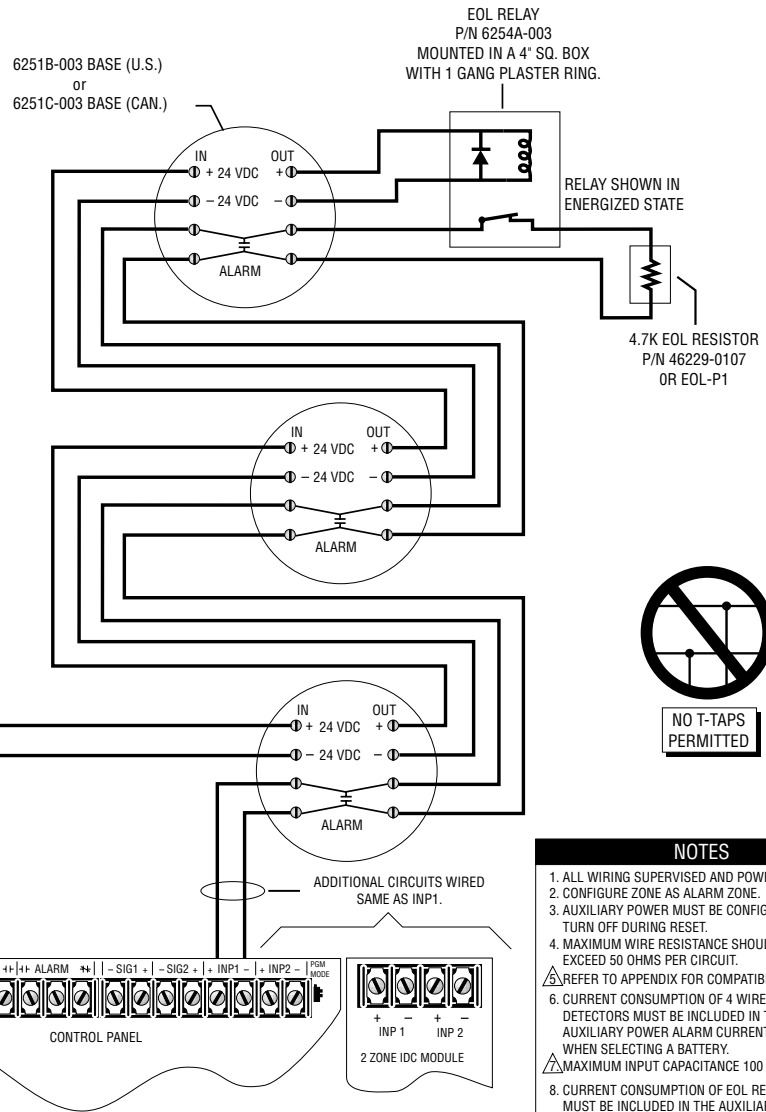 EOL RELAY
P/N 6254A-003
MOUNTED IN A 4" SQ. BOX
WITH 1 GANG PLASTER RING.
6251B-003 BASE (U.S.)
or
6251C-003 BASE (CAN.)
IN OUT
+ 24 VDC +
– 24 VDC –
ALARM
RELAY SHOWN IN
ENERGIZED STATE
4.7K EOL RESISTOR
P/N 46229-0107
OR EOL-P1
IN OUT
+ 24 VDC +
– 24 VDC –
ALARM
NO T-TAPS
PERMITTED
IN OUT
+ 24 VDC +
– 24 VDC –
ALARM
ADDITIONAL CIRCUITS WIRED
SAME AS INP1.
ALARM – SIG1 + – SIG2 + + INP1 – + INP2 – PGM
MODE
CONTROL PANEL
+ – + –
INP 1 INP 2
2 ZONE IDC MODULE
NOTES
1. ALL WIRING SUPERVISED AND
2. CONFIGURE ZONE AS ALARM ZONE.
3. AUXILIARY POWER MUST BE
TURN OFF DURING RESET.
4. MAXIMUM WIRE RESISTANCE
EXCEED 50 OHMS PER CIRCUIT.
5. REFER TO APPENDIX FOR
6. CURRENT CONSUMPTION OF 4 WIRE
DETECTORS MUST BE INCLUDED IN
AUXILIARY POWER ALARM CURRENT
WHEN SELECTING A BATTERY.
7. MAXIMUM INPUT CAPACITANCE 100
8. CURRENT CONSUMPTION OF EOL
MUST BE INCLUDED IN THE